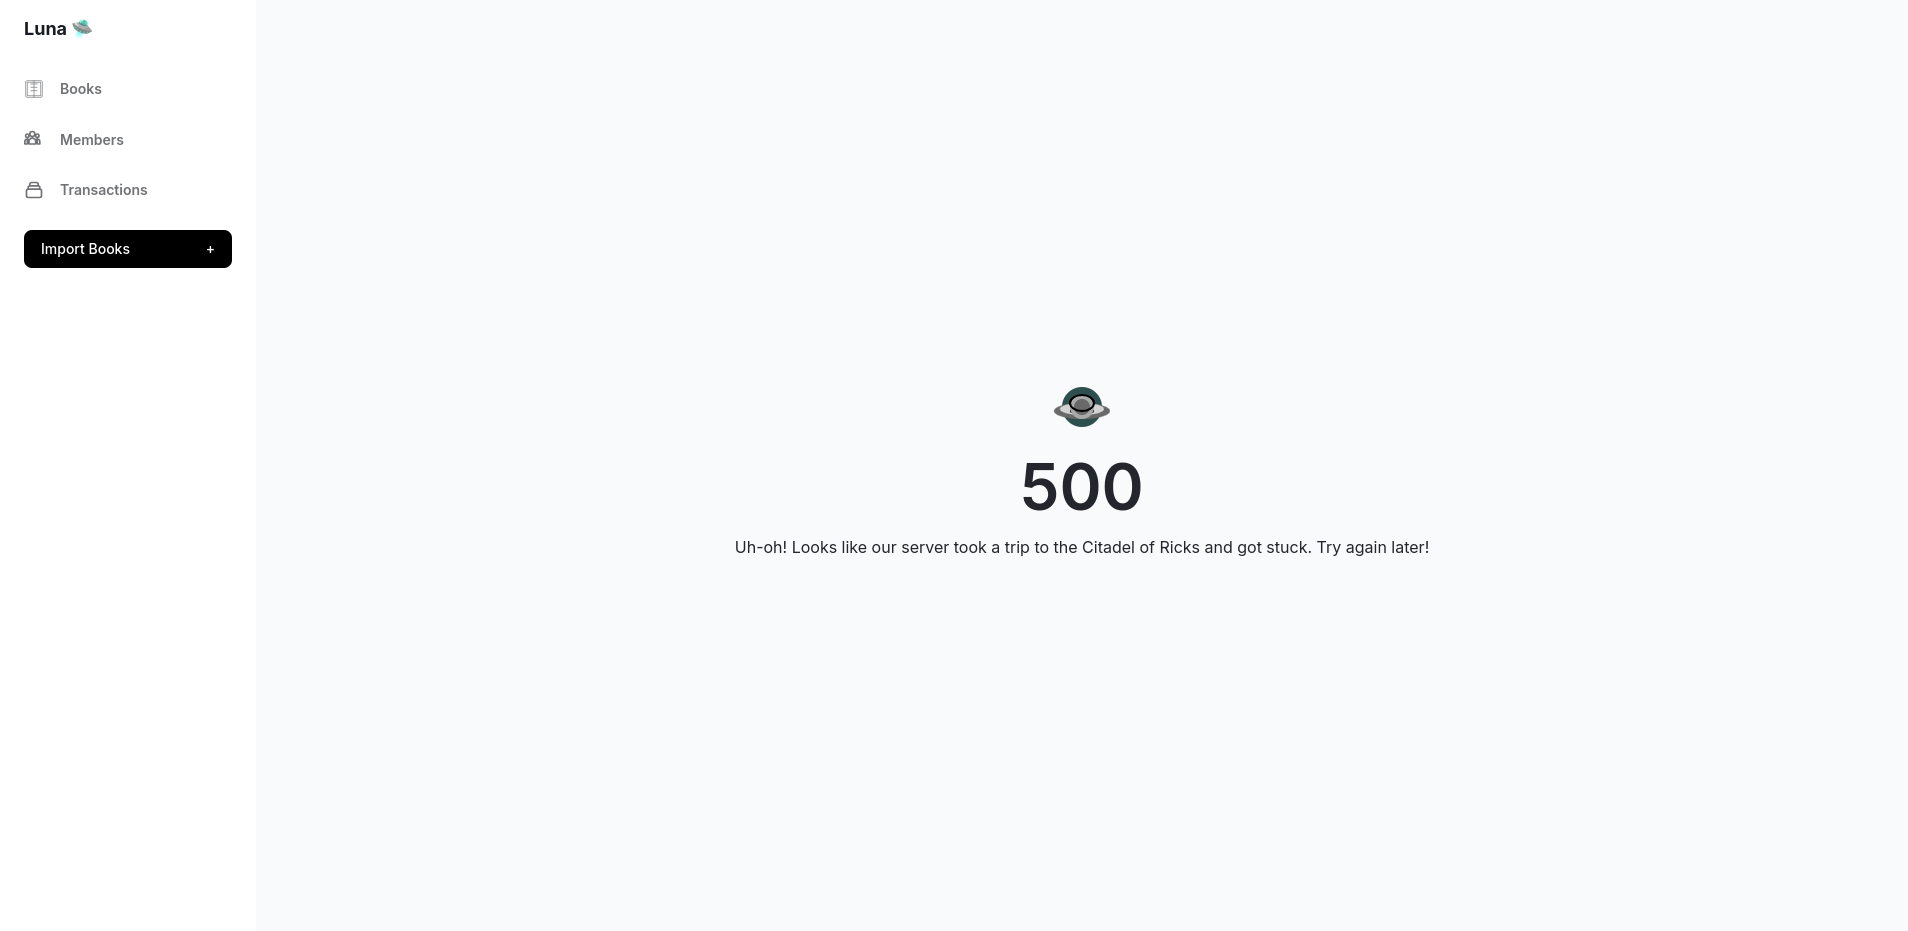 Luna 🛸
Books
Members
Transactions
Import Books +
500
Uh-oh! Looks like our server took a trip to the Citadel of Ricks and got stuck. Try again later!